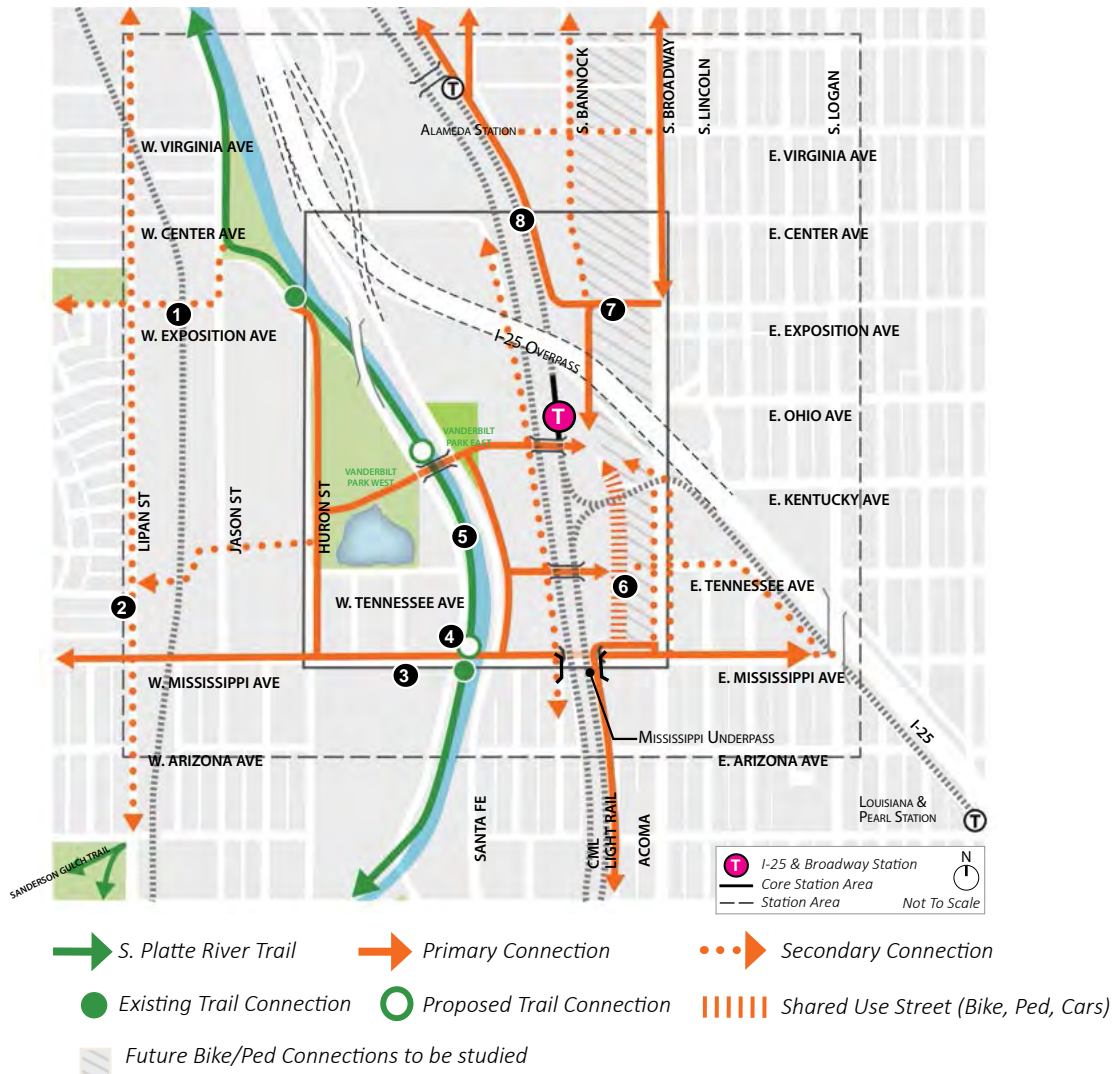 S. BANNOCK
S. BROADWAY
S. LINCOLN
S. LOGAN
T
ALAMEDA STATION
W. VIRGINIA AVE
E. VIRGINIA AVE
8
W. CENTER AVE
E. CENTER AVE
1
7
W. EXPOSITION AVE
I-25 OVERPASS
E. EXPOSITION AVE
T
E. OHIO AVE
VANDERBILT
PARK EAST
VANDERBILT
PARK WEST
E. KENTUCKY AVE
LIPAN ST
JASON ST
HURON ST
5
2
W. TENNESSEE AVE
6
E. TENNESSEE AVE
4
3
W. MISSISSIPPI AVE
E. MISSISSIPPI AVE
I-25
MISSISSIPPI UNDERPASS
W. ARIZONA AVE
E. ARIZONA AVE
SANTA FE
CML
LIGHT RAIL
ACOMA
LOUISIANA &
PEARL STATION
T
SANDERSON GULCH TRAIL
T I-25 & Broadway Station
N
Core Station Area
Station Area
Not To Scale
S. Platte River Trail
Primary Connection
Secondary Connection
Existing Trail Connection
Proposed Trail Connection
Shared Use Street (Bike, Ped, Cars)
Future Bike/Ped Connections to be studied